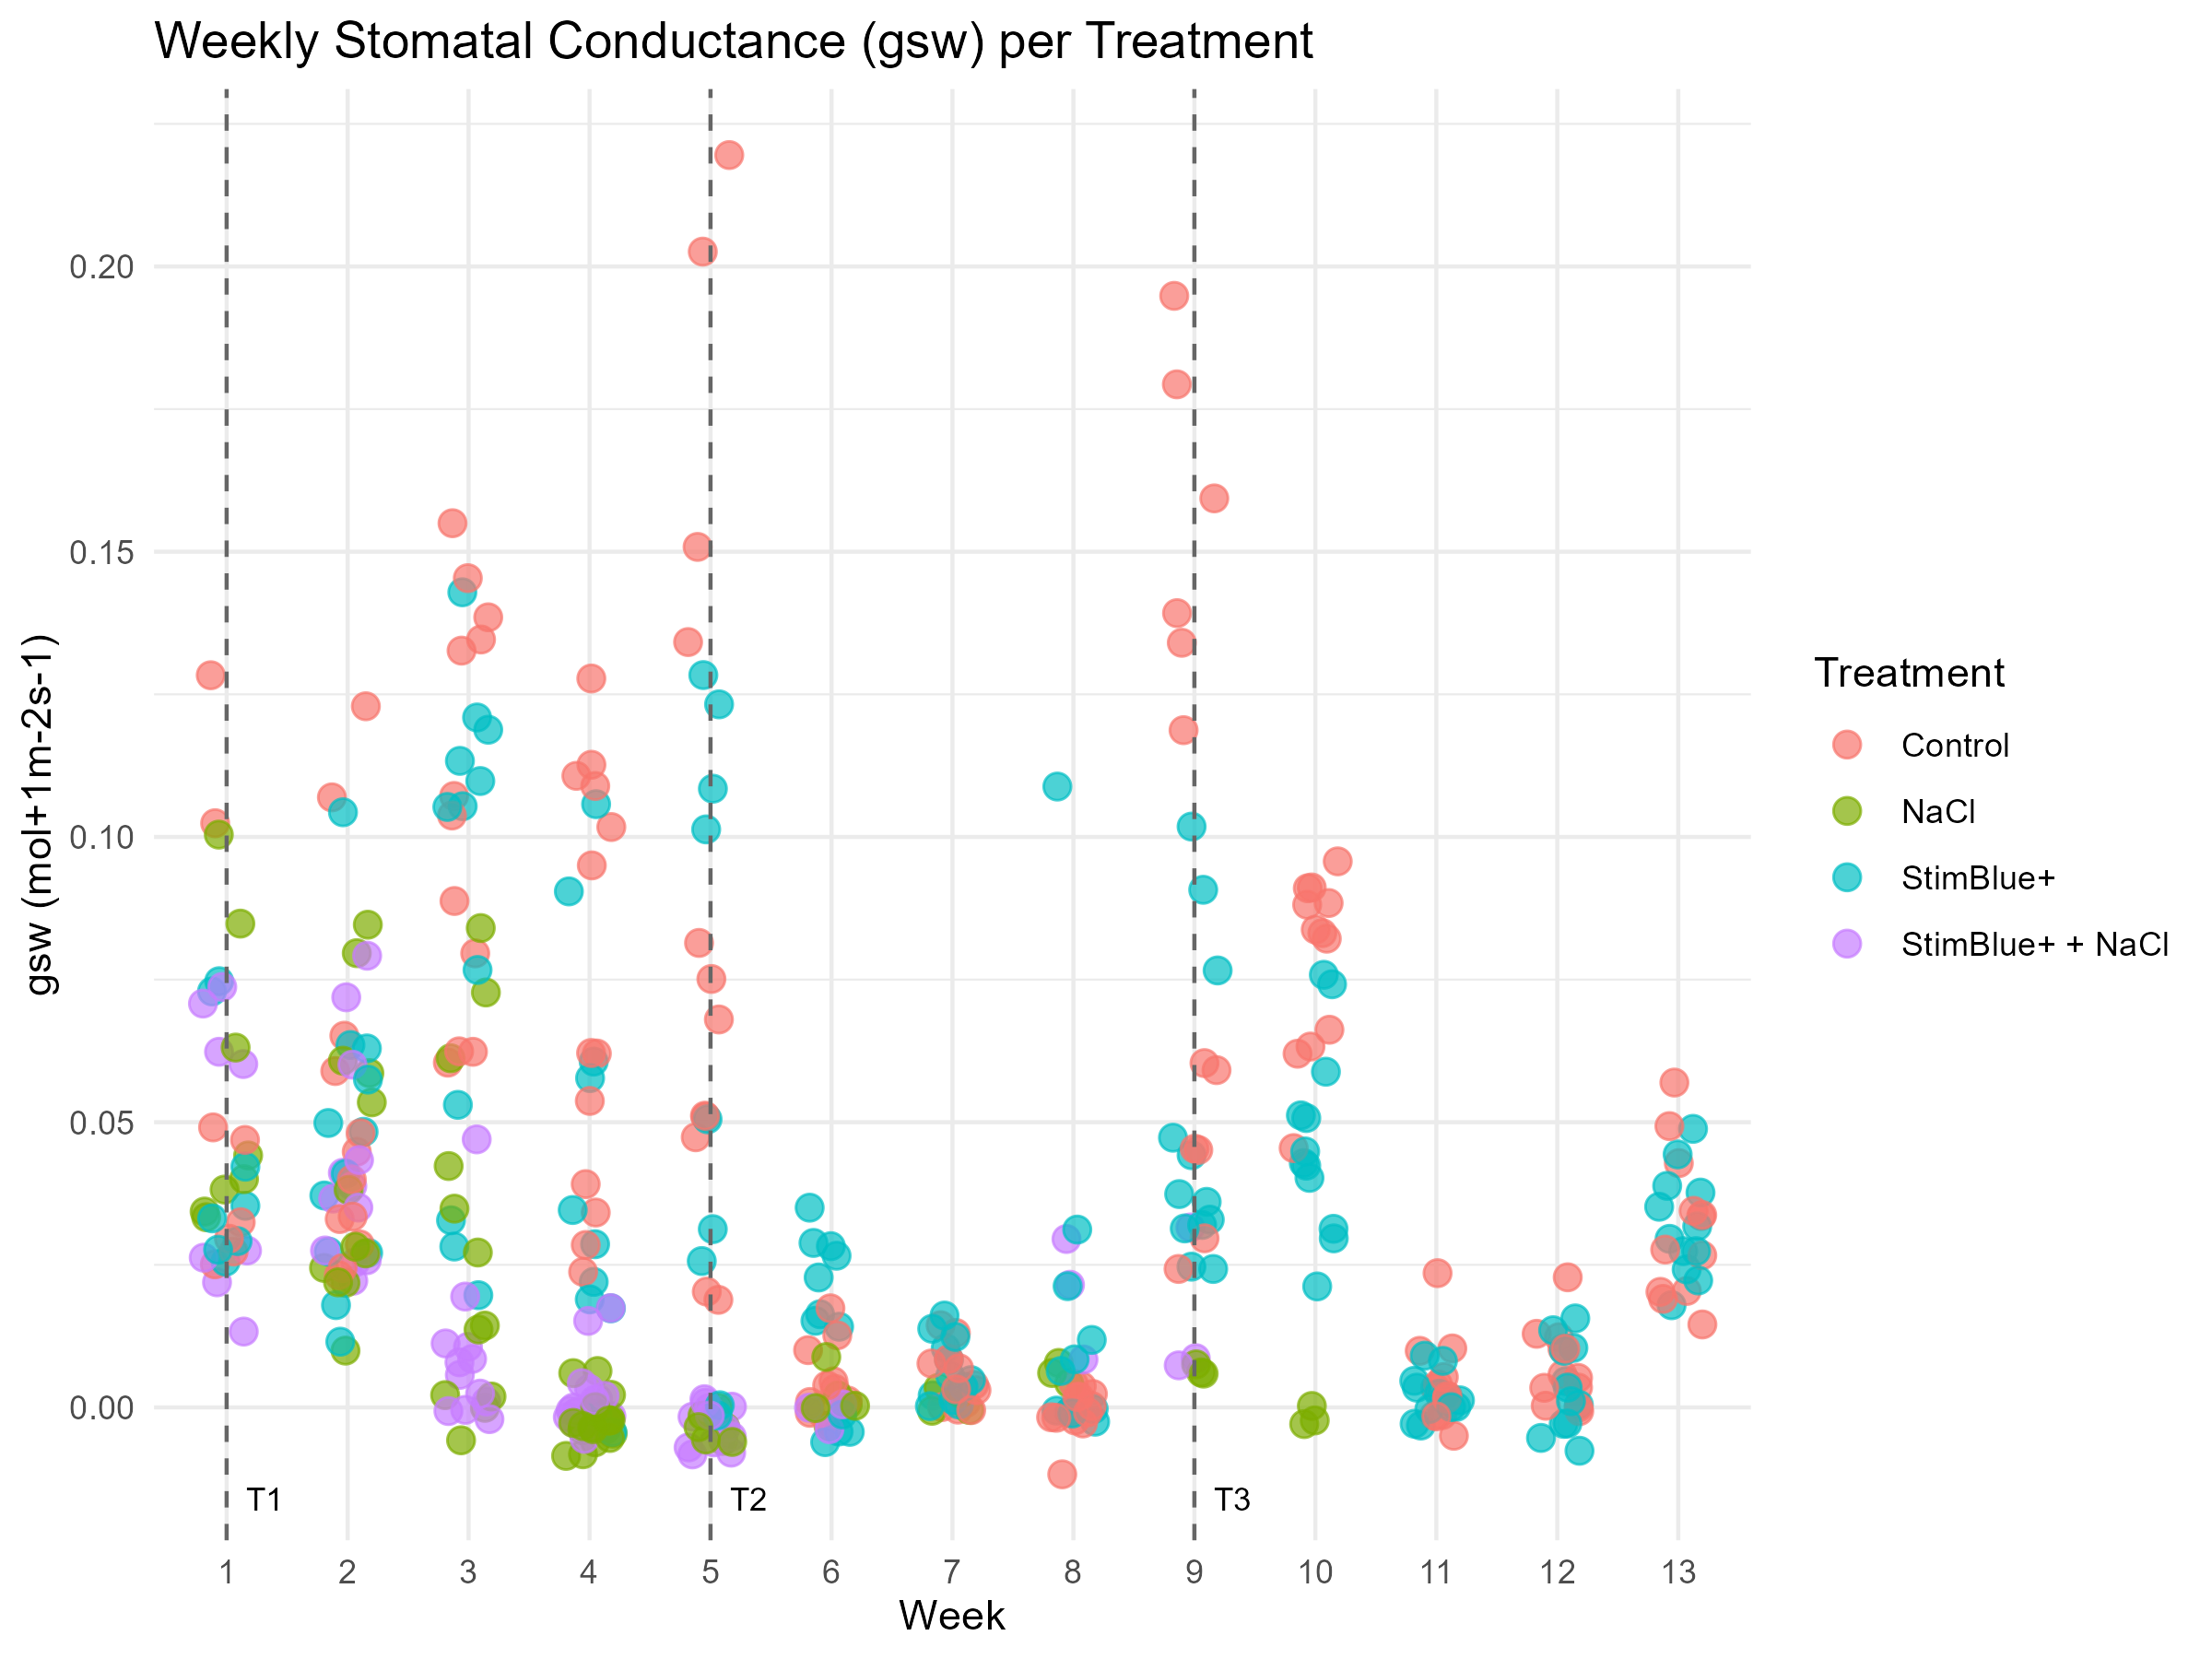 Weekly Stomatal Conductance (gsw) per Treatment
gsw (mol+1m-2s-1)
0.20
0.15
0.10
0.05
0.00
T1
T2
T3
1 2 3 4 5 6 7 8 9 10 11 12 13
Week
Treatment
Control
NaCl
StimBlue+
StimBlue+ + NaCl